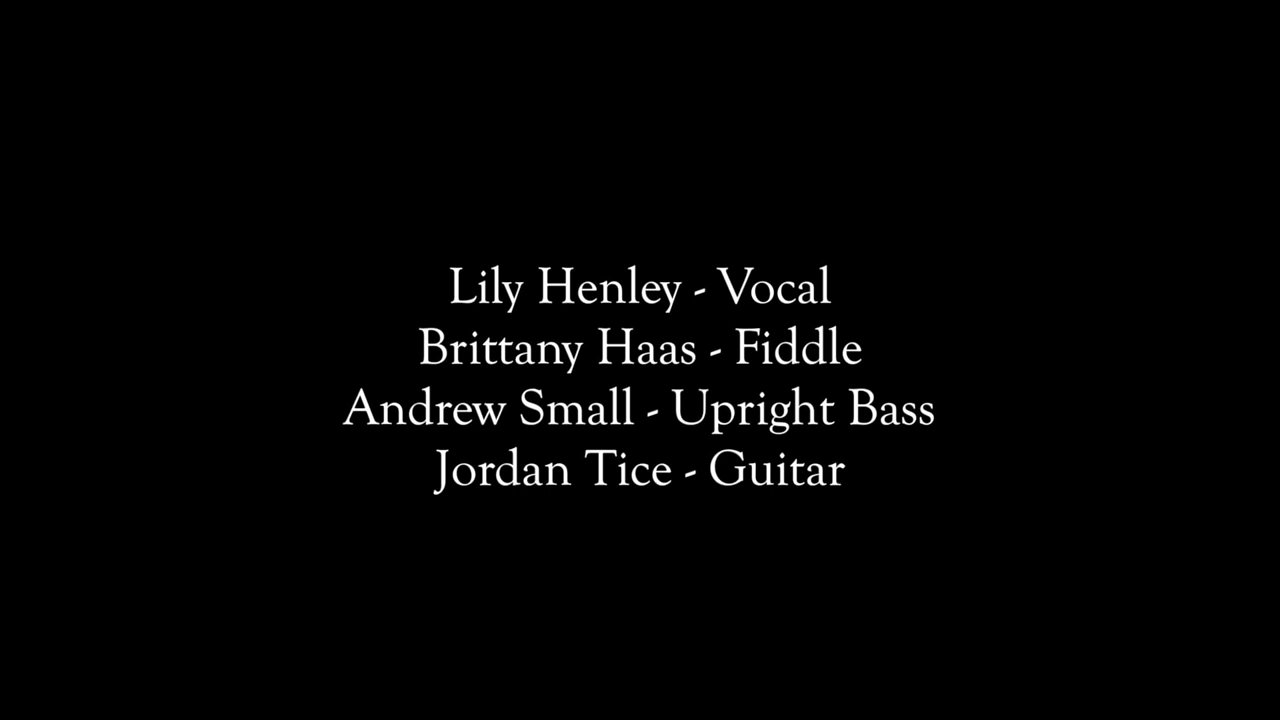 Lily Henley - Vocal
Brittany Haas - Fiddle
Andrew Small - Upright Bass
Jordan Tice - Guitar